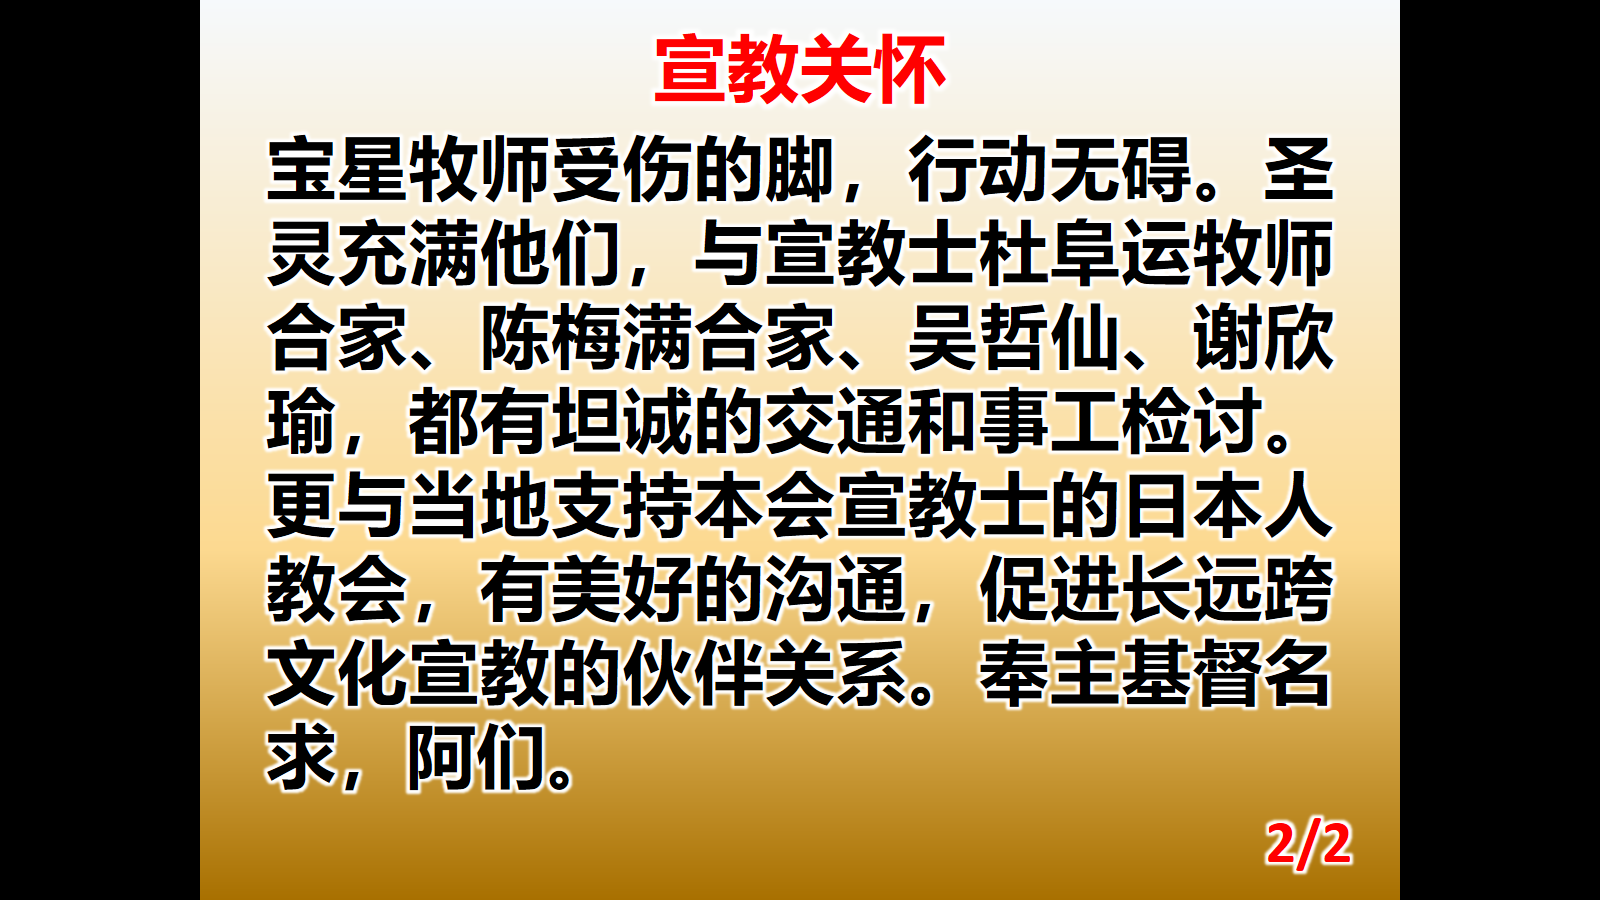 宣教关怀
宝星牧师受伤的脚，行动无碍。圣
灵充满他们，与宣教士杜阜运牧师
合家、陈梅满合家、吴哲仙、谢欣
瑜，都有坦诚的交通和事工检讨。
更与当地支持本会宣教士的日本人
教会，有美好的沟通，促进长远跨
文化宣教的伙伴关系。奉主基督名
求，阿们。
2/2